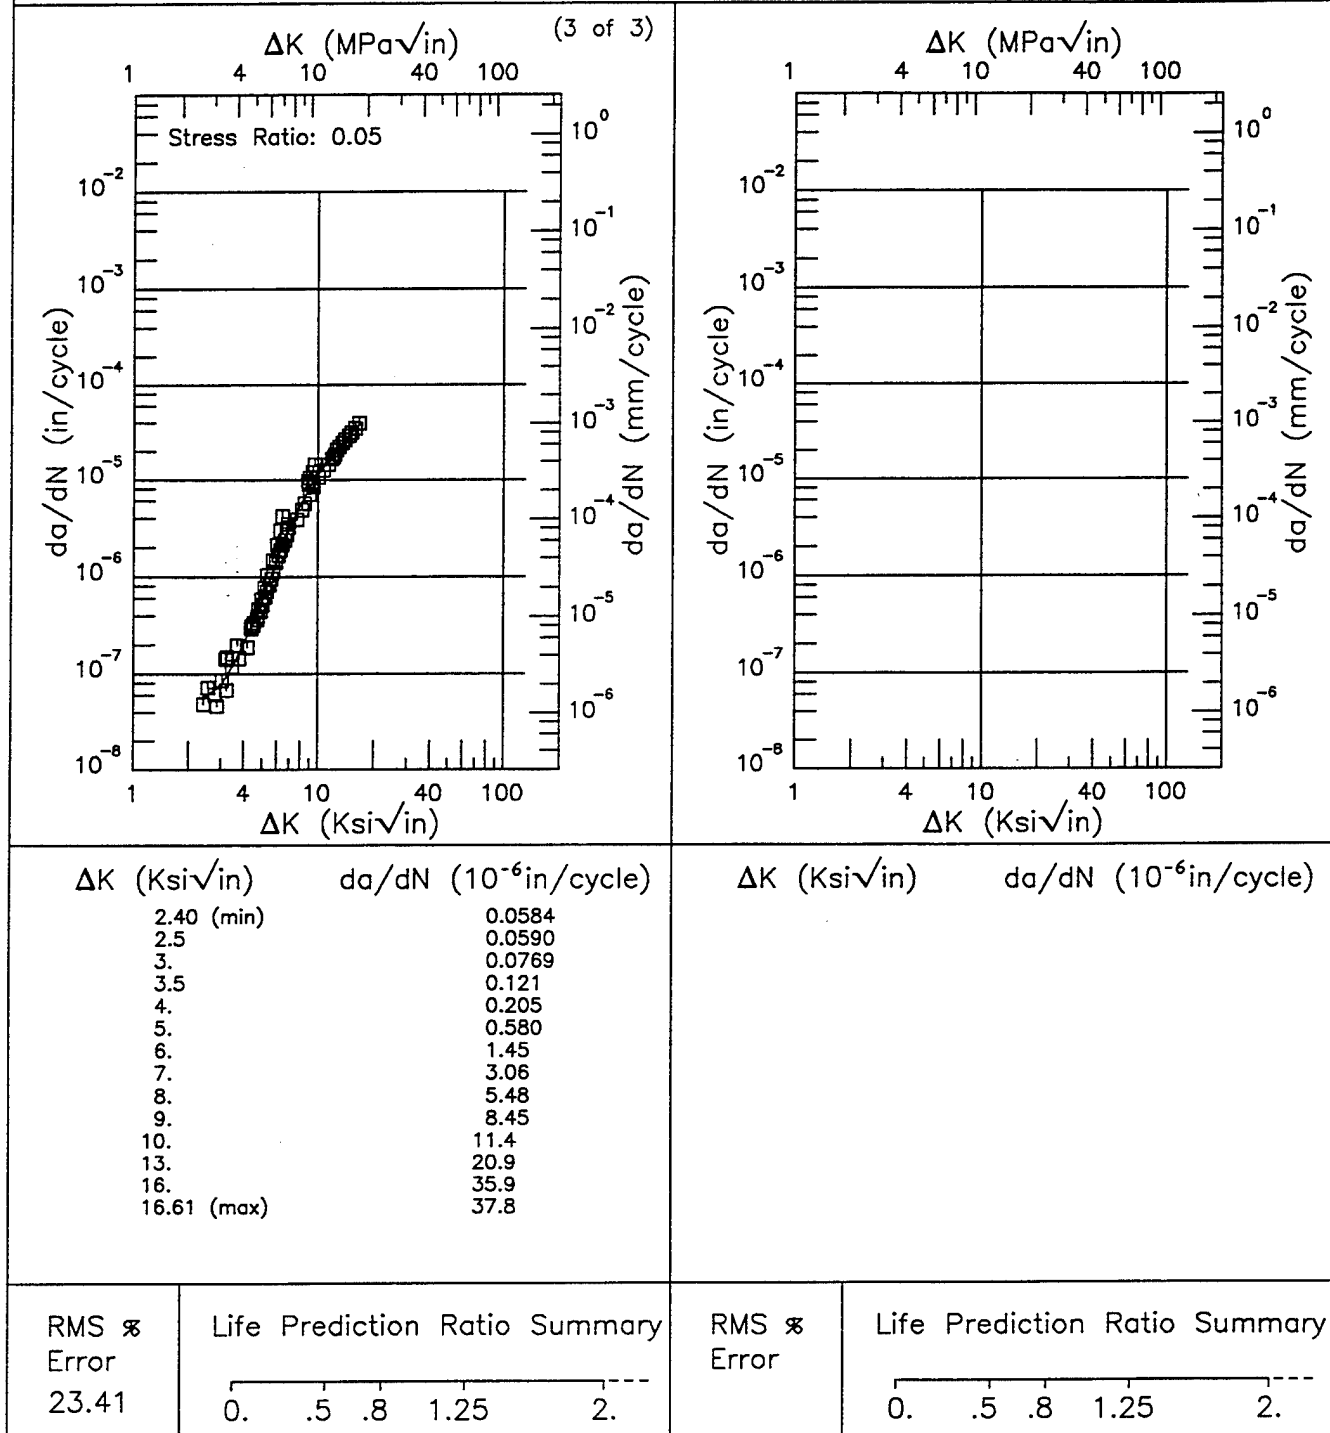 (3 of 3)
ΔK (MPa√in)
1 4 10 40 100
Stress Ratio: 0.05
10⁰
10⁻²
10⁻¹
10⁻³
10⁻²
10⁻⁴
10⁻³
10⁻⁵
10⁻⁴
10⁻⁶
10⁻⁵
10⁻⁷
10⁻⁶
10⁻⁸
da/dN (in/cycle)
da/dN (mm/cycle)
1 4 10 40 100
ΔK (Ksi√in)
ΔK (MPa√in)
1 4 10 40 100
10⁰
10⁻²
10⁻¹
10⁻³
10⁻²
10⁻⁴
10⁻³
10⁻⁵
10⁻⁴
10⁻⁶
10⁻⁵
10⁻⁷
10⁻⁶
10⁻⁸
da/dN (in/cycle)
da/dN (mm/cycle)
1 4 10 40 100
ΔK (Ksi√in)
ΔK (Ksi√in) da/dN (10⁻⁶in/cycle)
2.40 (min) 0.0584
2.5 0.0590
3. 0.0769
3.5 0.121
4. 0.205
5. 0.580
6. 1.45
7. 3.06
8. 5.48
9. 8.45
10. 11.4
13. 20.9
16. 35.9
16.61 (max) 37.8
ΔK (Ksi√in) da/dN (10⁻⁶in/cycle)
RMS %
Error
23.41
Life Prediction Ratio Summary
0. .5 .8 1.25 2.
RMS %
Error
Life Prediction Ratio Summary
0. .5 .8 1.25 2.